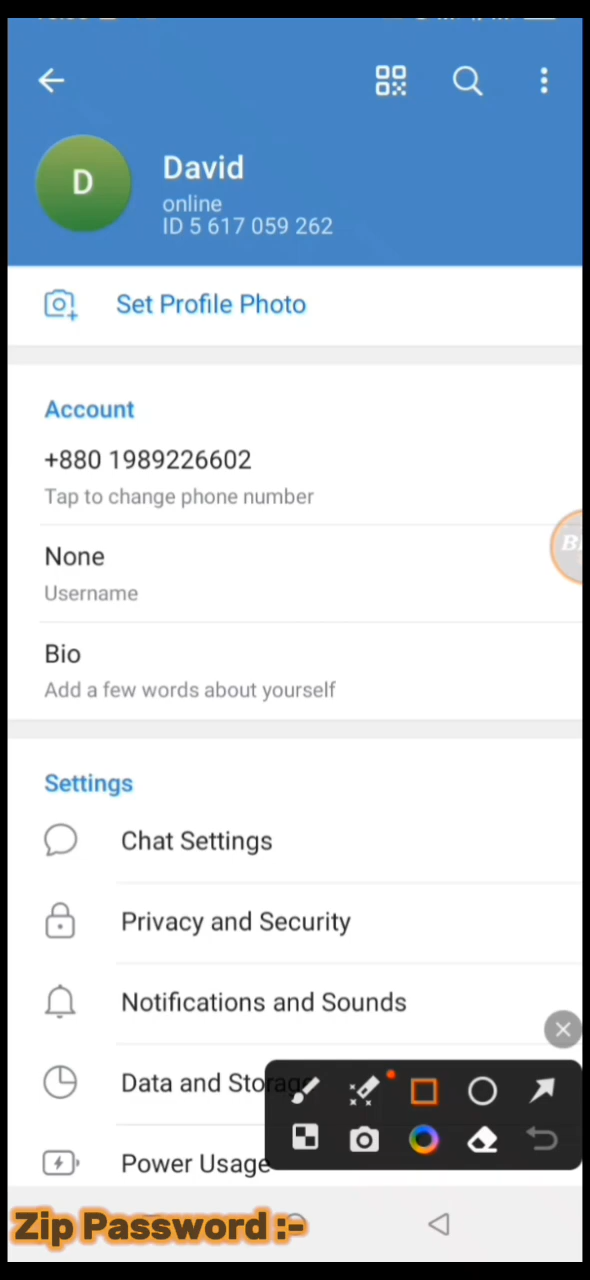 D
David
online
ID 5 617 059 262
Set Profile Photo
Account
+880 1989226602
Tap to change phone number
None
Username
Bio
Add a few words about yourself
Settings
Chat Settings
Privacy and Security
Notifications and Sounds
Data and Storage
Power Usage
Zip Password :-